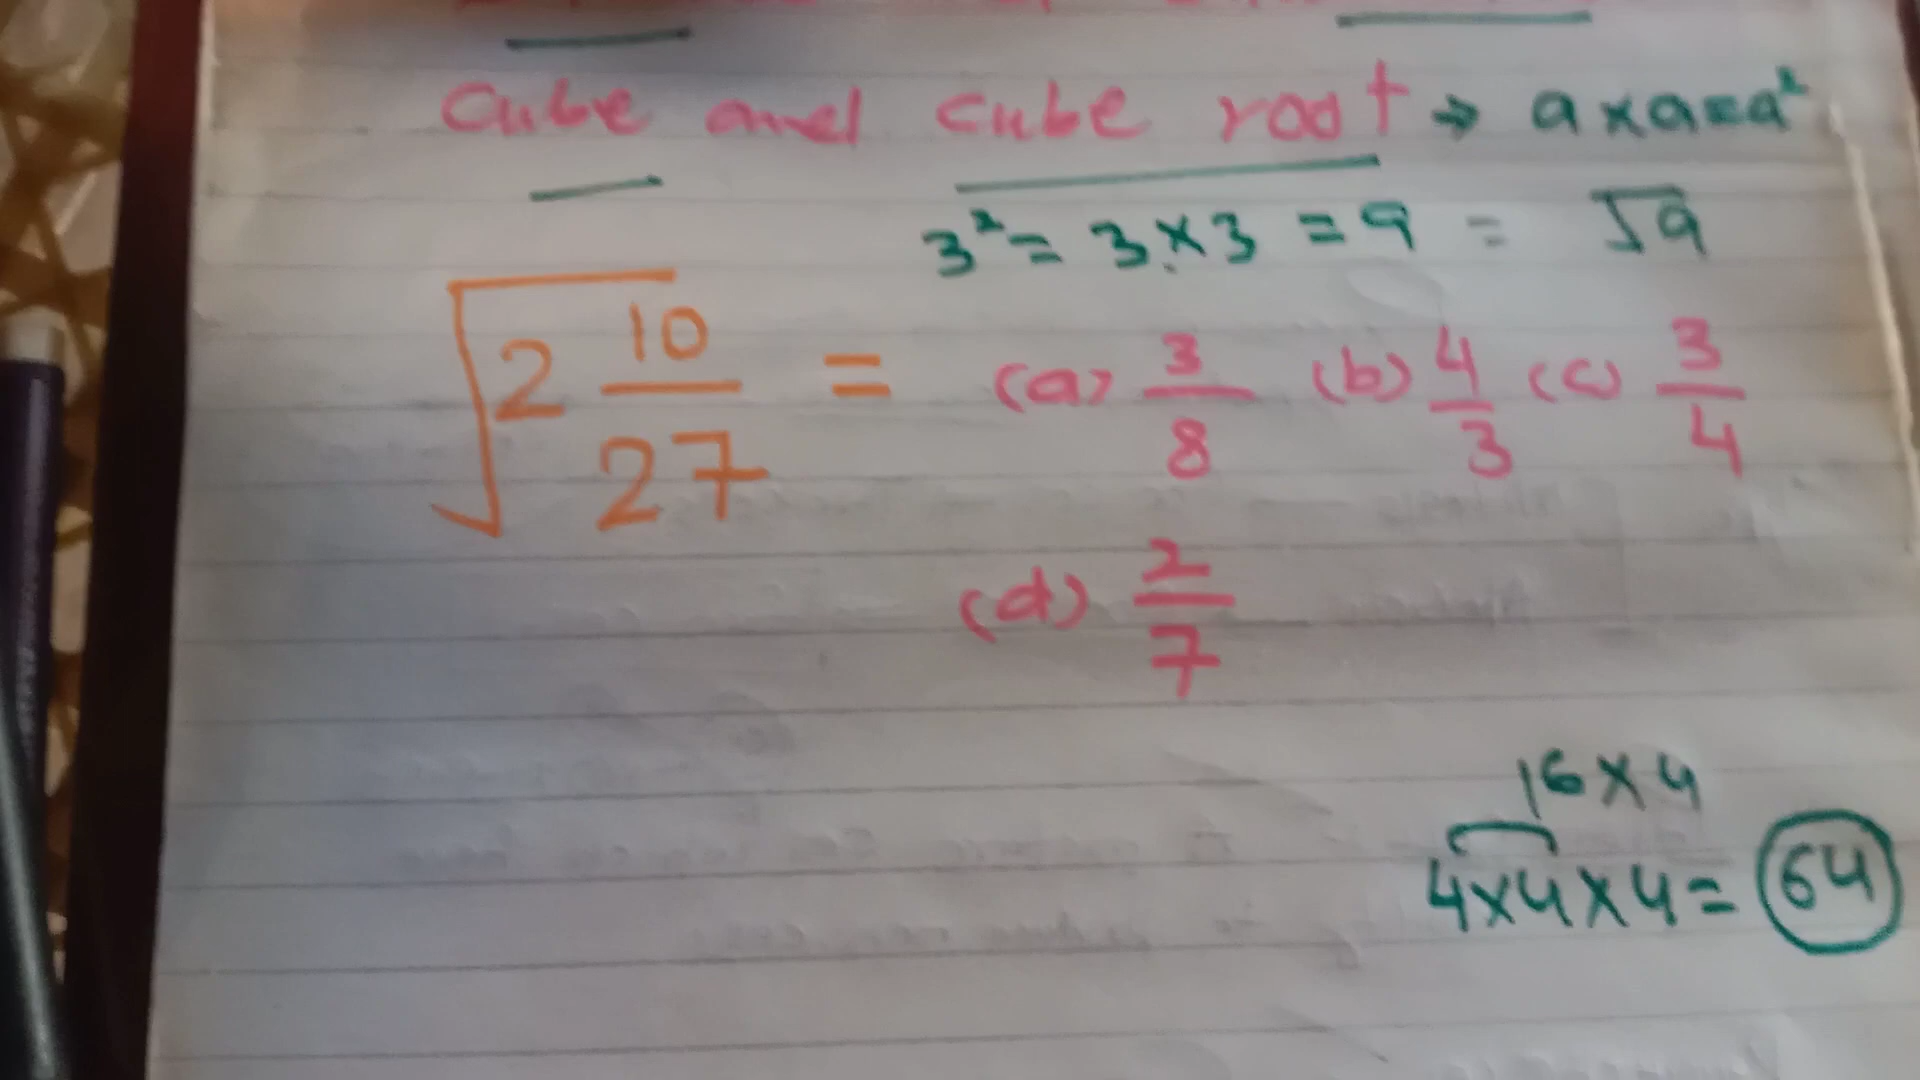 Cube and cube root → a×a=a²
3² = 3×3 = 9 = √9
√2 10/27 = (a) 3/8 (b) 4/3 (c) 3/4
(d) 2/7
16×4
4×4×4= 64